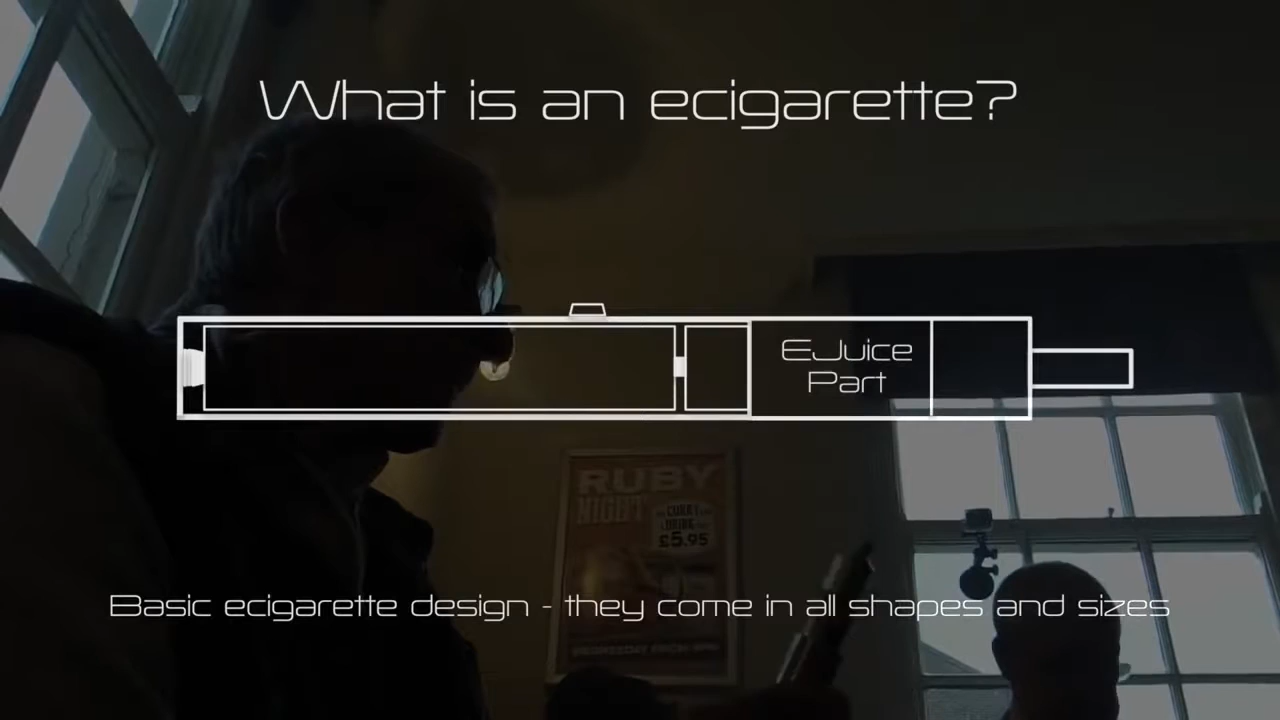 What is an ecigarette?
EJuice
Part
RUBY
NIGHT
CURRY
£5.95
Basic ecigarette design - they come in all shapes and sizes